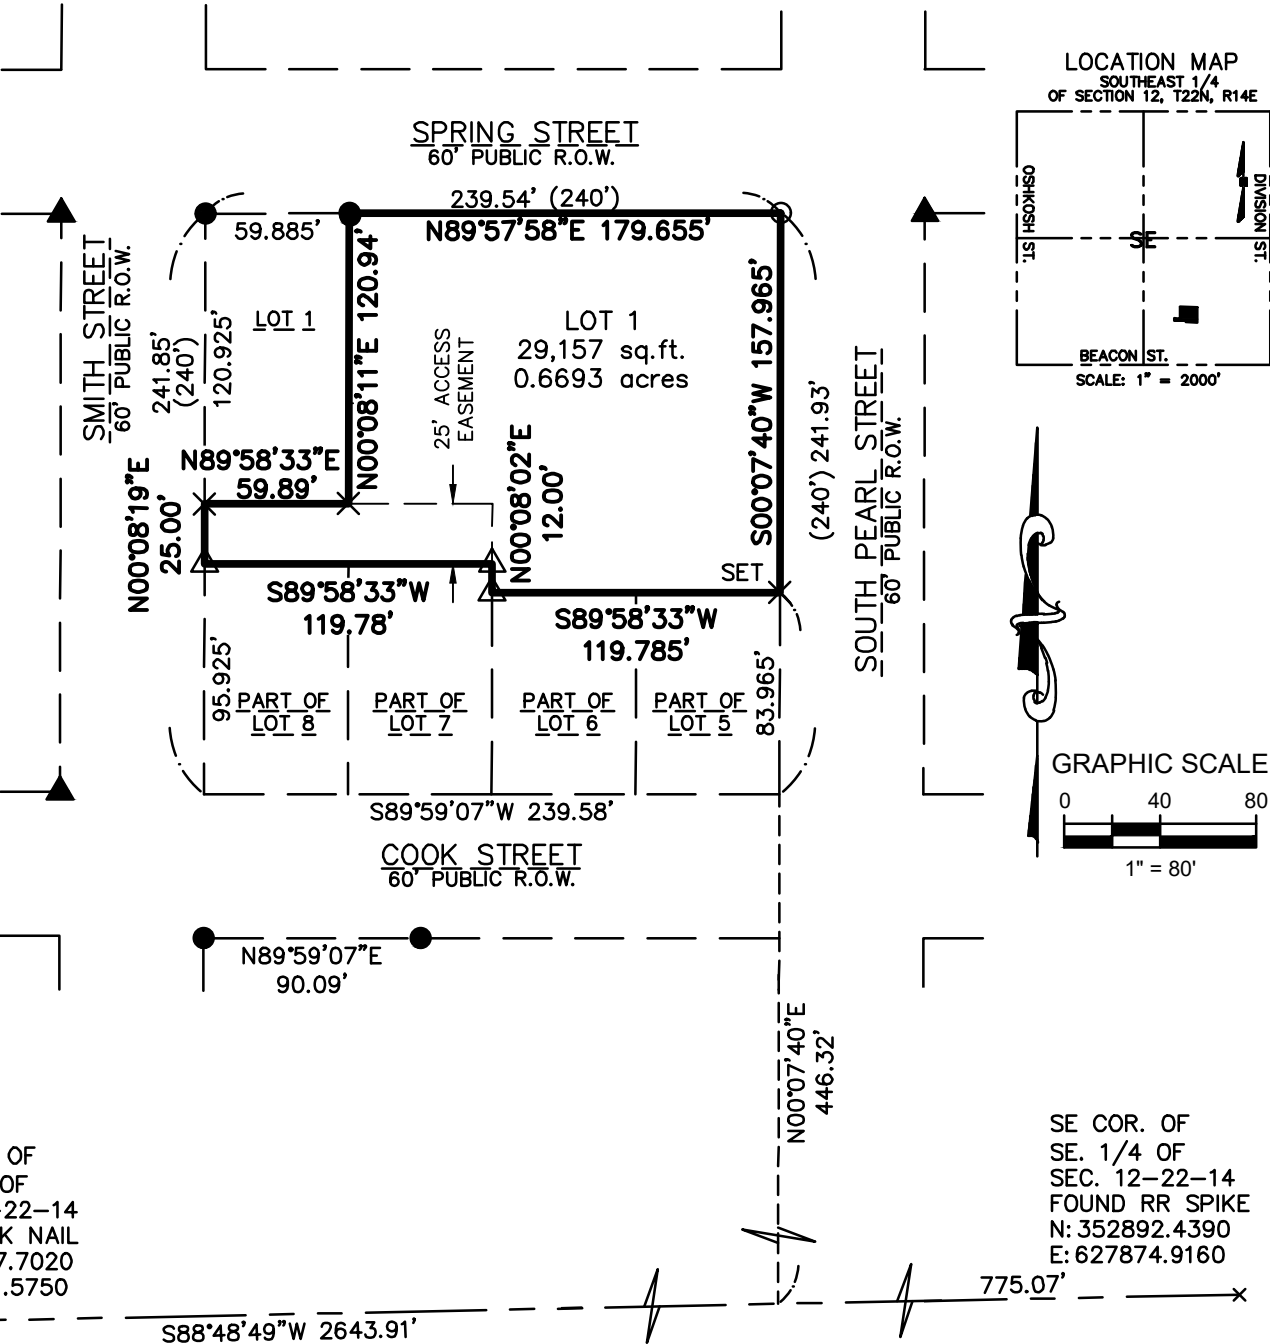 LOCATION MAP
SOUTHEAST 1/4
OF SECTION 12, T22N, R14E
OSHKOSH ST.
DIVISION ST.
SE
BEACON ST.
SCALE: 1" = 2000'
SPRING STREET
60' PUBLIC R.O.W.
239.54' (240')
59.885'
N89°57'58"E 179.655'
SMITH STREET
60' PUBLIC R.O.W.
241.85'
(240')
120.925'
LOT 1
N00°08'11"E 120.94'
25' ACCESS
EASEMENT
LOT 1
29,157 sq.ft.
0.6693 acres
S00°07'40"W 157.965'
(240') 241.93'
SOUTH PEARL STREET
60' PUBLIC R.O.W.
N89°58'33"E
59.89'
N00°08'19"E
25.00'
N00°08'02"E
12.00'
SET
S89°58'33"W
119.78'
S89°58'33"W
119.785'
95.925'
PART OF
LOT 8
PART OF
LOT 7
PART OF
LOT 6
PART OF
LOT 5
83.965'
S89°59'07"W 239.58'
COOK STREET
60' PUBLIC R.O.W.
GRAPHIC SCALE
0 40 80
1" = 80'
N89°59'07"E
90.09'
N00°07'40"E
446.32'
OF
OF
-22-14
K NAIL
7.7020
.5750
SE COR. OF
SE. 1/4 OF
SEC. 12-22-14
FOUND RR SPIKE
N: 352892.4390
E: 627874.9160
775.07'
S88°48'49"W 2643.91'